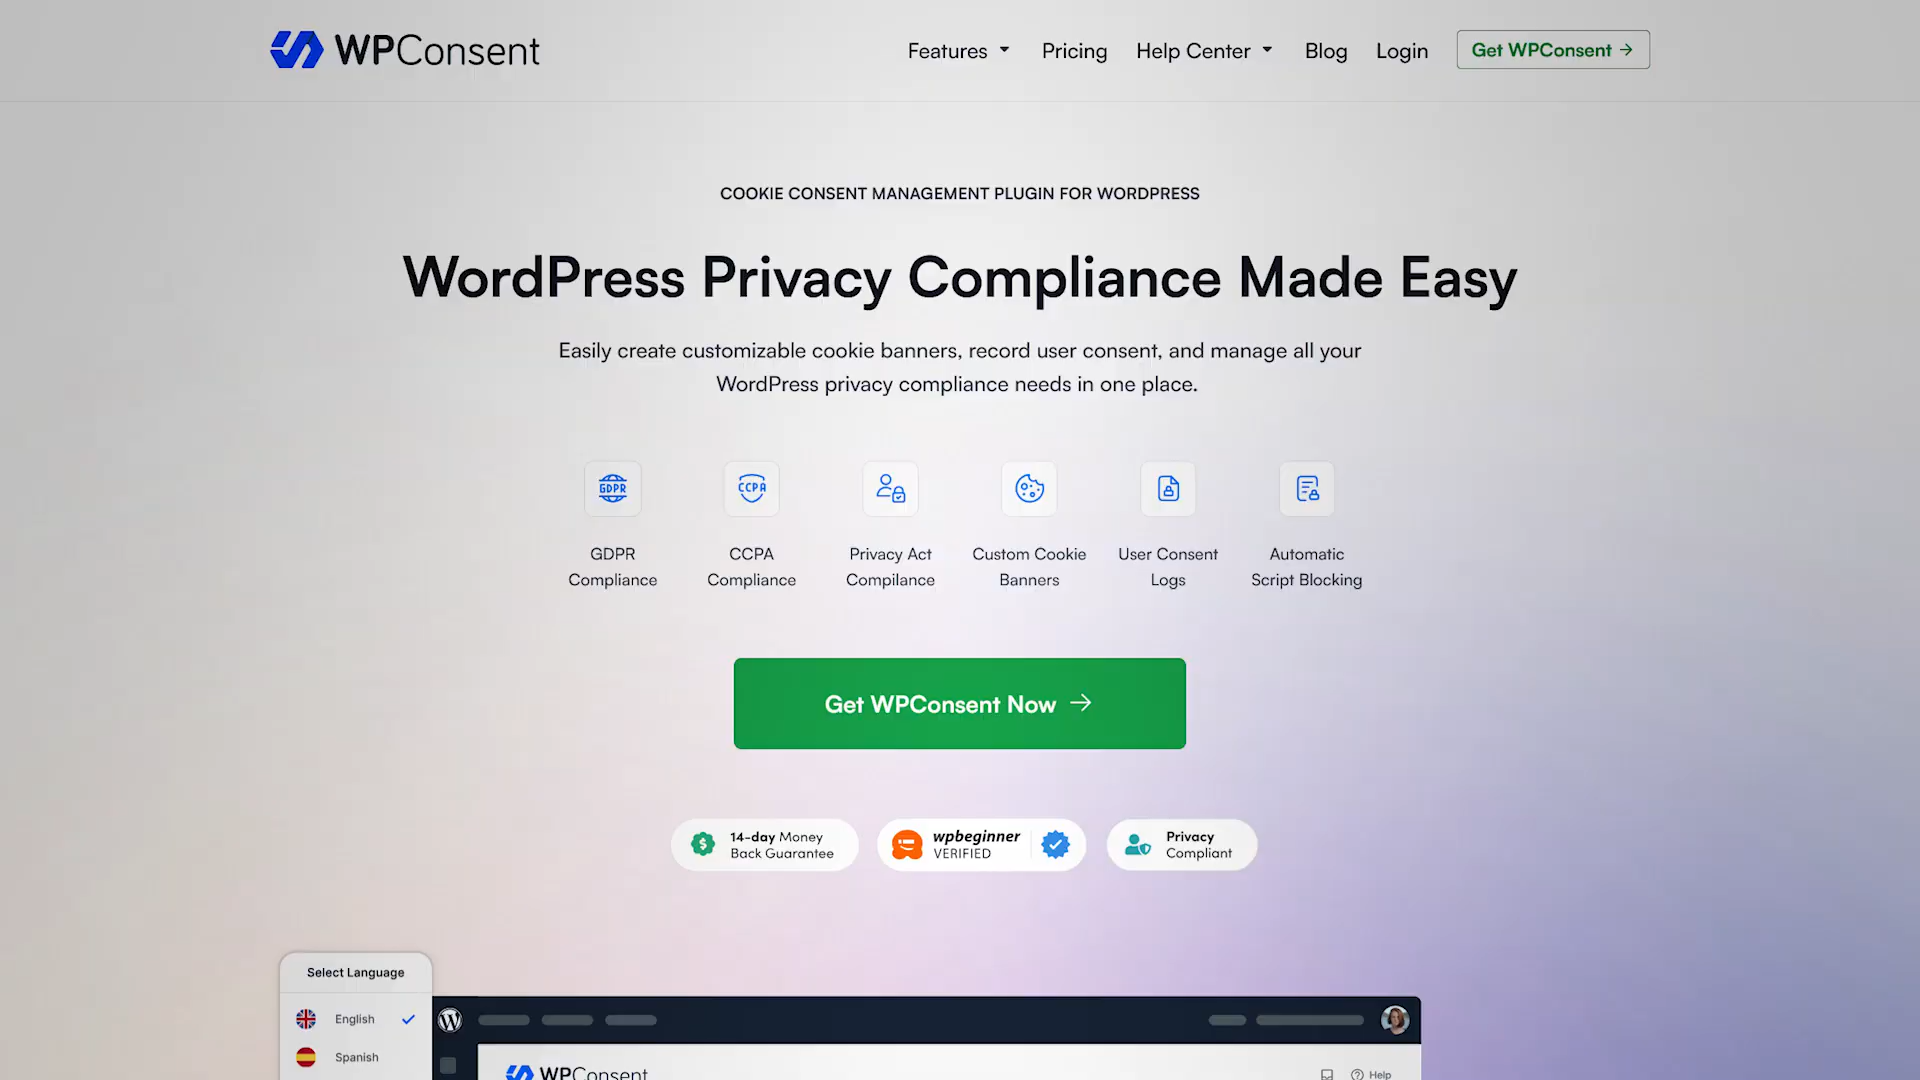 WPConsent
Features
Pricing
Help Center
Blog
Login
Get WPConsent →
COOKIE CONSENT MANAGEMENT PLUGIN FOR WORDPRESS
WordPress Privacy Compliance Made Easy
Easily create customizable cookie banners, record user consent, and manage all your
WordPress privacy compliance needs in one place.
GDPR
CCPA
GDPR
Compliance
CCPA
Compliance
Privacy Act
Compilance
Custom Cookie
Banners
User Consent
Logs
Automatic
Script Blocking
Get WPConsent Now →
14-day Money
Back Guarantee
wpbeginner
VERIFIED
Privacy
Compliant
Select Language
English
Spanish
WPConsent
Help